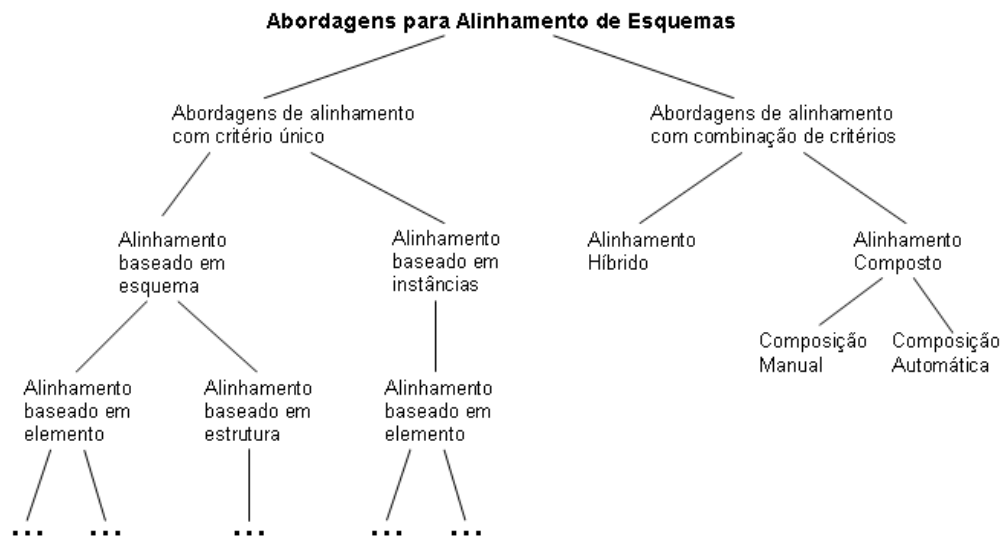 Abordagens para Alinhamento de Esquemas
Abordagens de alinhamento
com critério único
Abordagens de alinhamento
com combinação de critérios
Alinhamento
baseado em
esquema
Alinhamento
baseado em
instâncias
Alinhamento
Híbrido
Alinhamento
Composto
Composição
Manual
Composição
Automática
Alinhamento
baseado em
elemento
Alinhamento
baseado em
estrutura
Alinhamento
baseado em
elemento
...
...
...
...
...